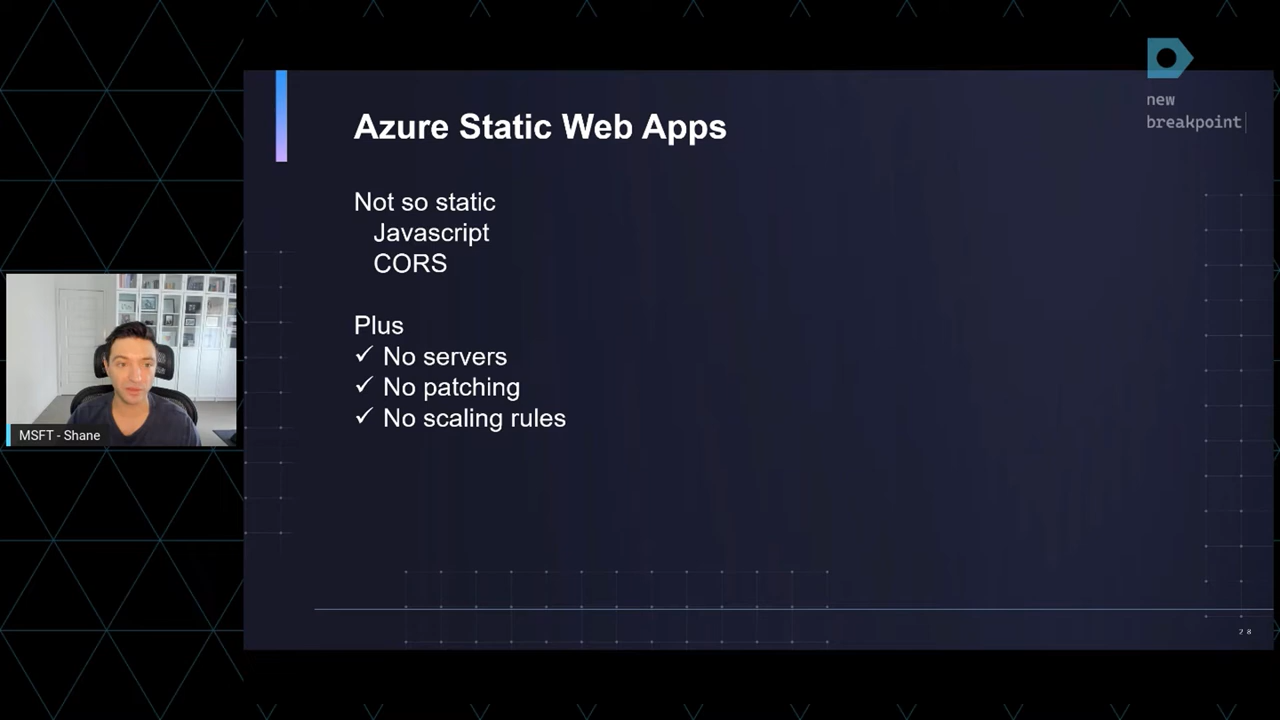 new
breakpoint
Azure Static Web Apps
Not so static
Javascript
CORS
Plus
✓ No servers
✓ No patching
✓ No scaling rules
MSFT - Shane
28